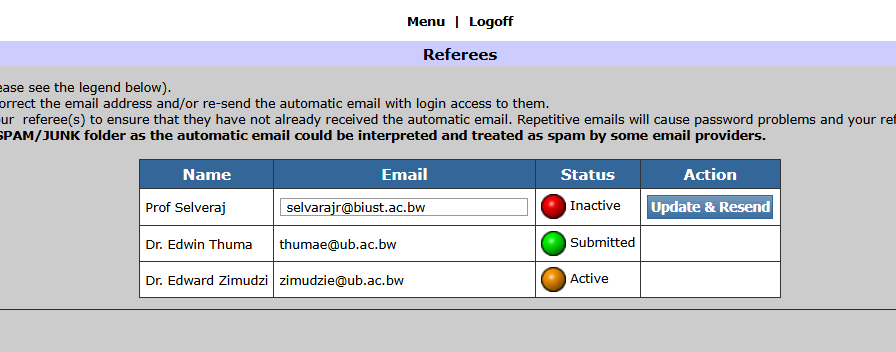 Menu | Logoff
Referees
ease see the legend below).
orrect the email address and/or re-send the automatic email with login access to them.
our referee(s) to ensure that they have not already received the automatic email. Repetitive emails will cause password problems and your ref
SPAM/JUNK folder as the automatic email could be interpreted and treated as spam by some email providers.
Name Email Status Action
Prof Selveraj selvarajr@biust.ac.bw Inactive Update & Resend
Dr. Edwin Thuma thumae@ub.ac.bw Submitted
Dr. Edward Zimudzi zimudzie@ub.ac.bw Active